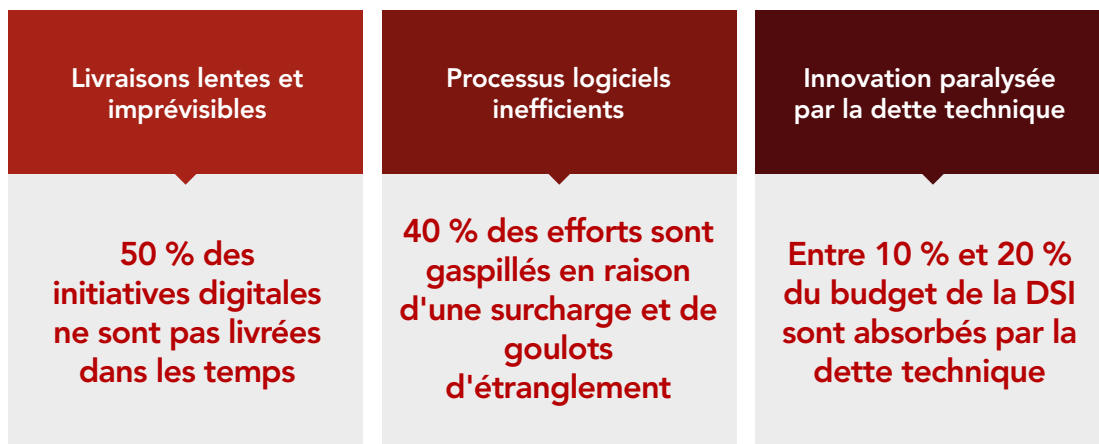 Livraisons lentes et
imprévisibles
50 % des
initiatives digitales
ne sont pas livrées
dans les temps
Processus logiciels
inefficients
40 % des efforts sont
gaspillés en raison
d'une surcharge et de
goulots
d'étranglement
Innovation paralysée
par la dette technique
Entre 10 % et 20 %
du budget de la DSI
sont absorbés par la
dette technique